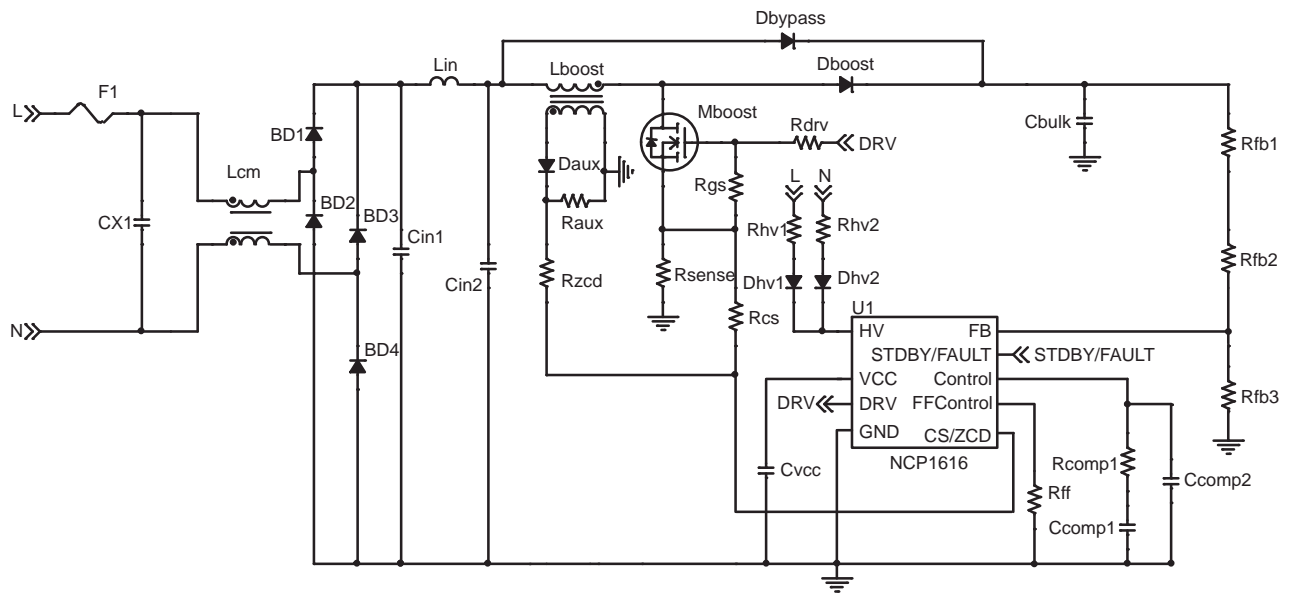 Dbypass
Lin
Lboost
Dboost
L
F1
Mboost
Cbulk
BD1
Rdrv
DRV
Rfb1
Lcm
Daux
Rgs
L
N
BD2
BD3
Raux
CX1
Cin1
Rhv1
Rhv2
Cin2
Rzcd
Rsense
Dhv1
Dhv2
Rfb2
U1
N
Rcs
HV
FB
BD4
STDBY/FAULT
STDBY/FAULT
VCC
Control
DRV
DRV
FFControl
Rfb3
GND
CS/ZCD
NCP1616
Cvcc
Rcomp1
Ccomp2
Rff
Ccomp1